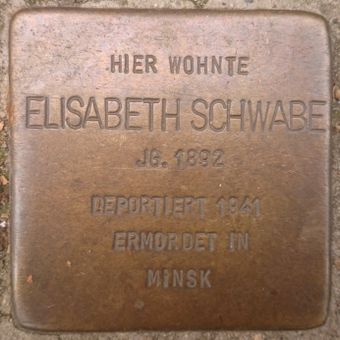 HIER WOHNTE
ELISABETH SCHWABE
JG. 1892
DEPORTIERT 1941
ERMORDET IN
MINSK